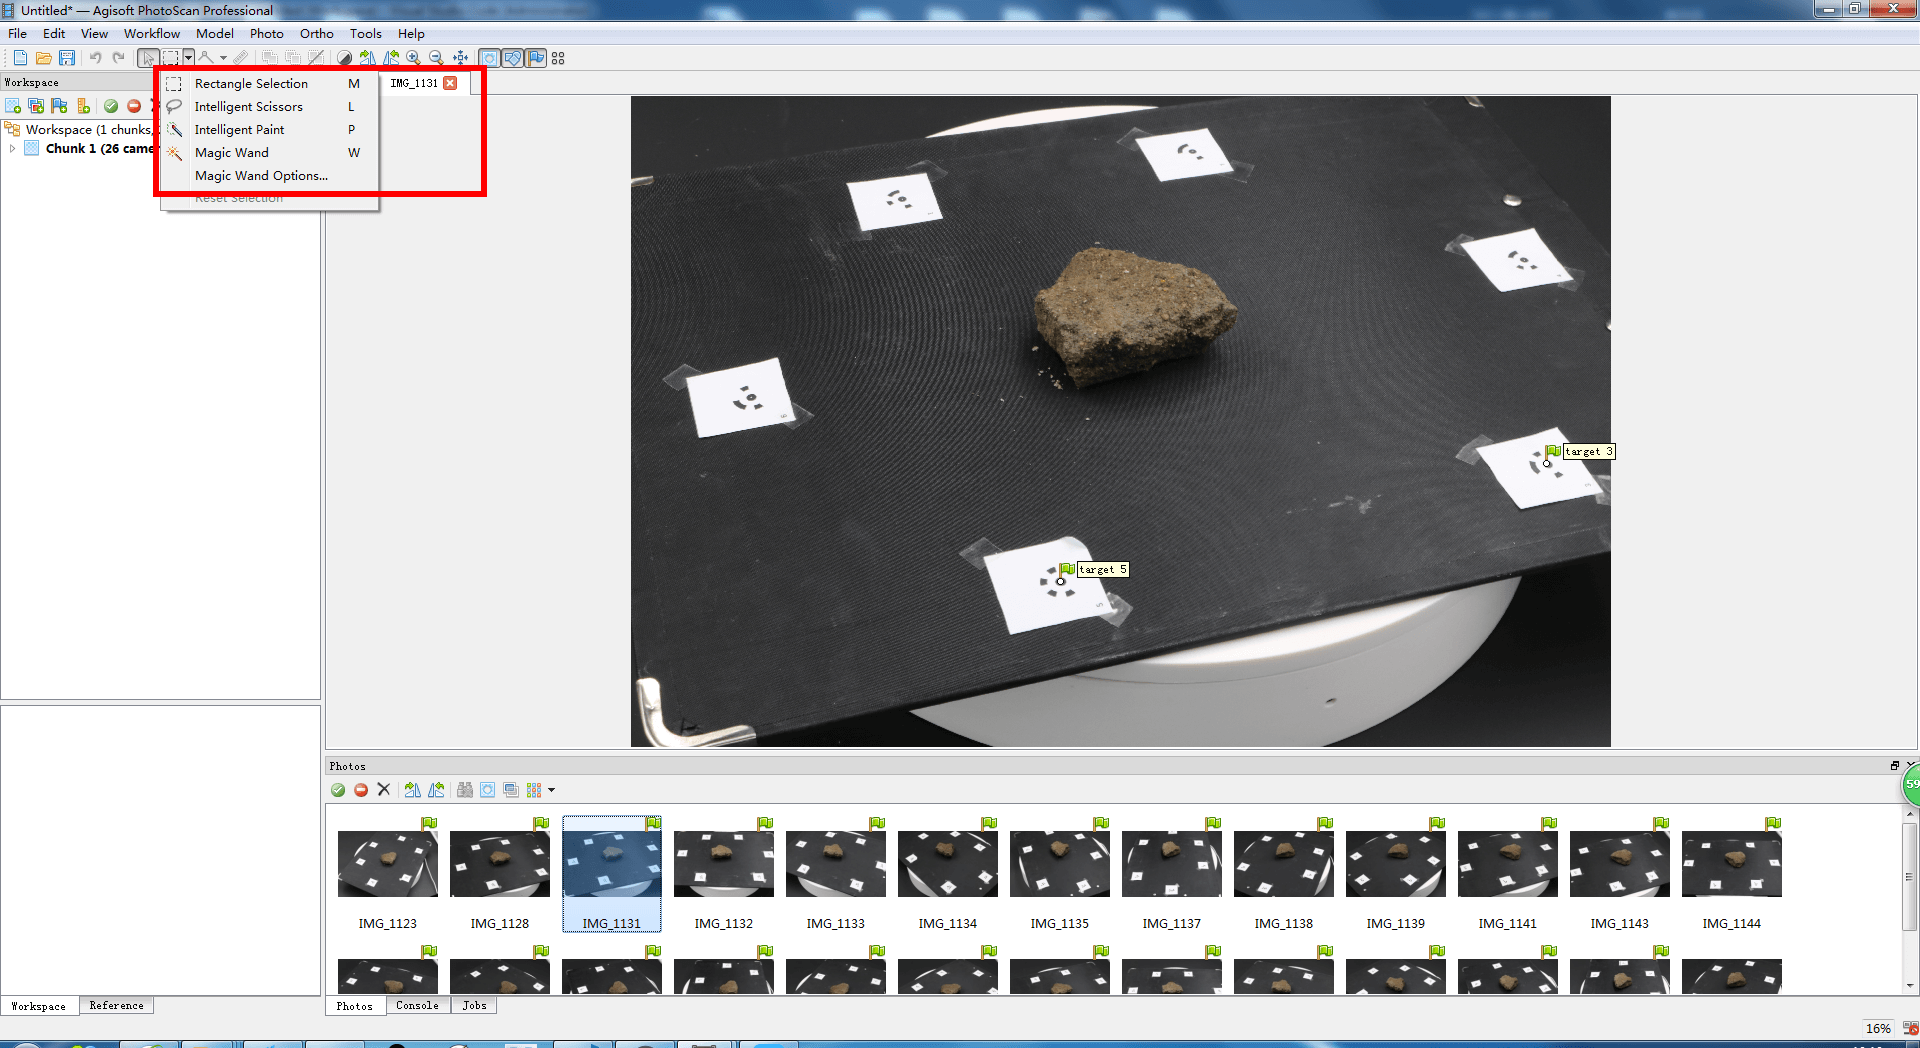 Untitled* — Agisoft PhotoScan Professional
File Edit View Workflow Model Photo Ortho Tools Help
Workspace
Rectangle Selection M
Intelligent Scissors L
Intelligent Paint P
Magic Wand W
Magic Wand Options...
Reset Selection
IMG_1131
Workspace (1 chunks,
Chunk 1 (26 came
target 3
target 5
Photos
IMG_1123 IMG_1128 IMG_1131 IMG_1132 IMG_1133 IMG_1134 IMG_1135 IMG_1137 IMG_1138 IMG_1139 IMG_1141 IMG_1143 IMG_1144
Workspace Reference
Photos Console Jobs
59
16%